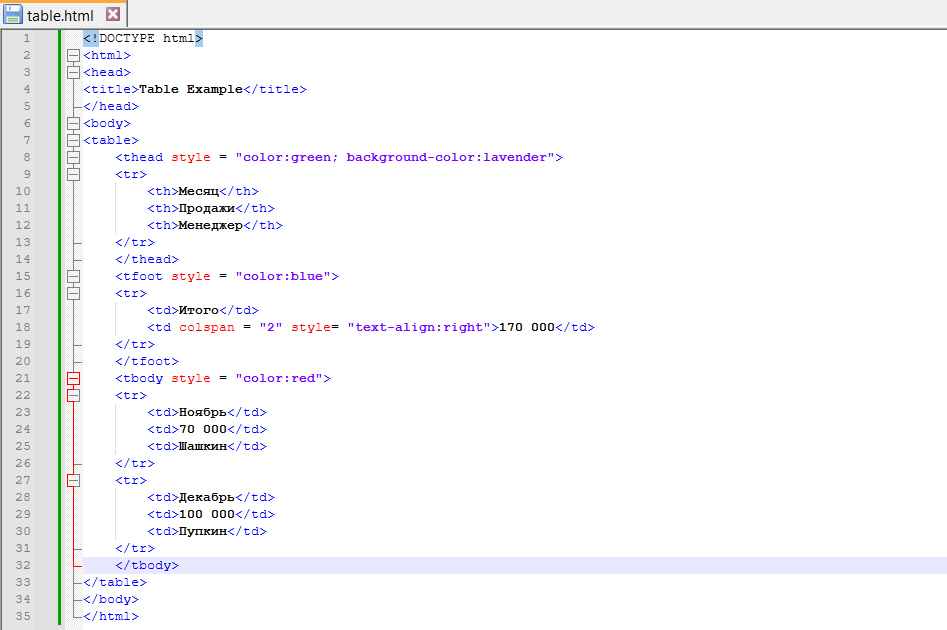 table.html
1 <!DOCTYPE html>
2 <html>
3 <head>
4 <title>Table Example</title>
5 </head>
6 <body>
7 <table>
8     <thead style = "color:green; background-color:lavender">
9     <tr>
10         <th>Месяц</th>
11         <th>Продажи</th>
12         <th>Менеджер</th>
13     </tr>
14     </thead>
15     <tfoot style = "color:blue">
16     <tr>
17         <td>Итого</td>
18         <td colspan = "2" style= "text-align:right">170 000</td>
19     </tr>
20     </tfoot>
21     <tbody style = "color:red">
22     <tr>
23         <td>Ноябрь</td>
24         <td>70 000</td>
25         <td>Шашкин</td>
26     </tr>
27     <tr>
28         <td>Декабрь</td>
29         <td>100 000</td>
30         <td>Пупкин</td>
31     </tr>
32     </tbody>
33 </table>
34 </body>
35 </html>